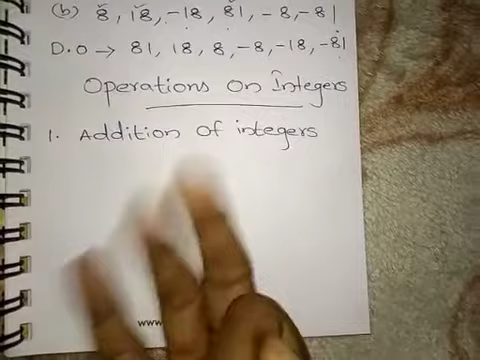 (b) 8, 18, -18, 81, -8, -81
D.O → 81, 18, 8, -8, -18, -81
Operations on Integers
1. Addition of integers
www